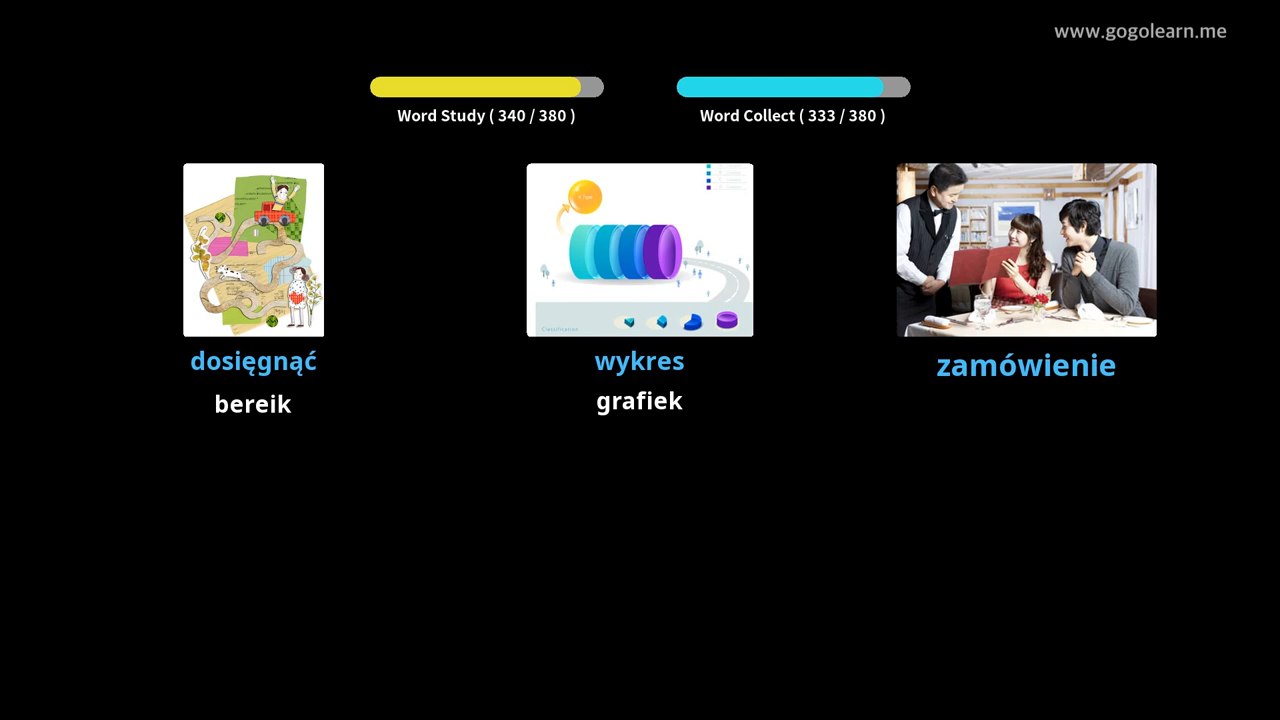 www.gogolearn.me
Word Study ( 340 / 380 )
Word Collect ( 333 / 380 )
dosięgnąć
wykres
zamówienie
bereik
grafiek